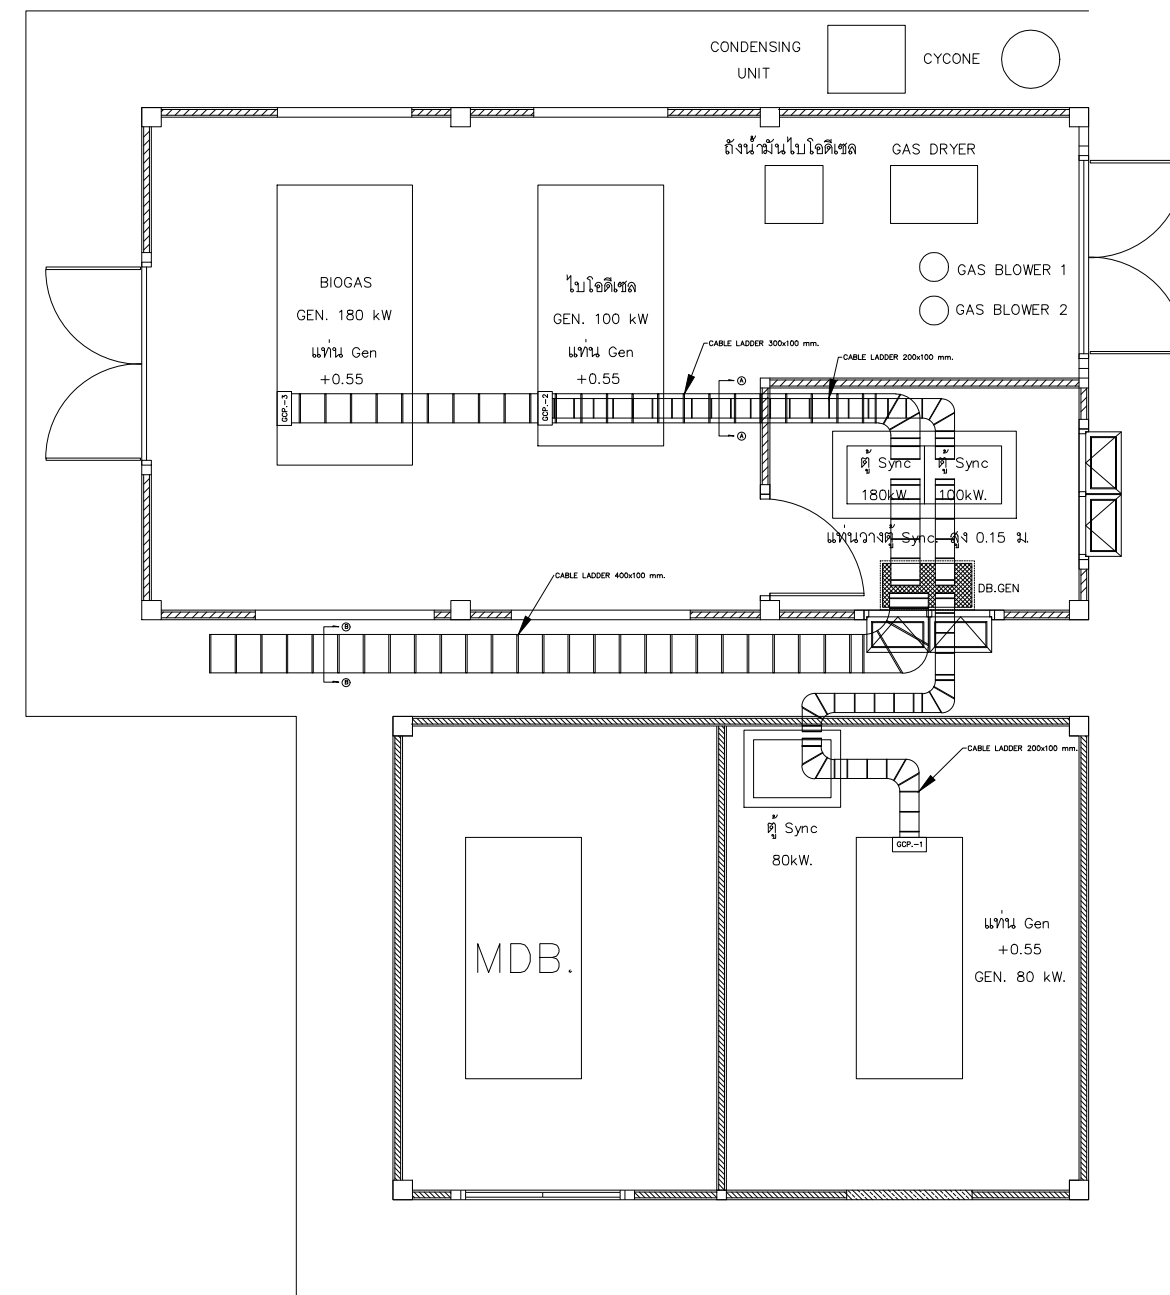 CONDENSING
UNIT
CYCONE
ถังน้ำมันไบโอดีเซล
GAS DRYER
BIOGAS
GEN. 180 kW
แท่น Gen
+0.55
ไบโอดีเซล
GEN. 100 kW
แท่น Gen
+0.55
GAS BLOWER 1
GAS BLOWER 2
CABLE LADDER 300x100 mm.
CABLE LADDER 200x100 mm.
A
A
GCP.-3
GCP.-2
ตู้ Sync
180kW.
ตู้ Sync
100kW.
แท่นวางตู้ Sync. สูง 0.15 ม.
CABLE LADDER 400x100 mm.
DB.GEN
B
B
CABLE LADDER 200x100 mm.
ตู้ Sync
80kW.
GCP.-1
MDB.
แท่น Gen
+0.55
GEN. 80 kW.